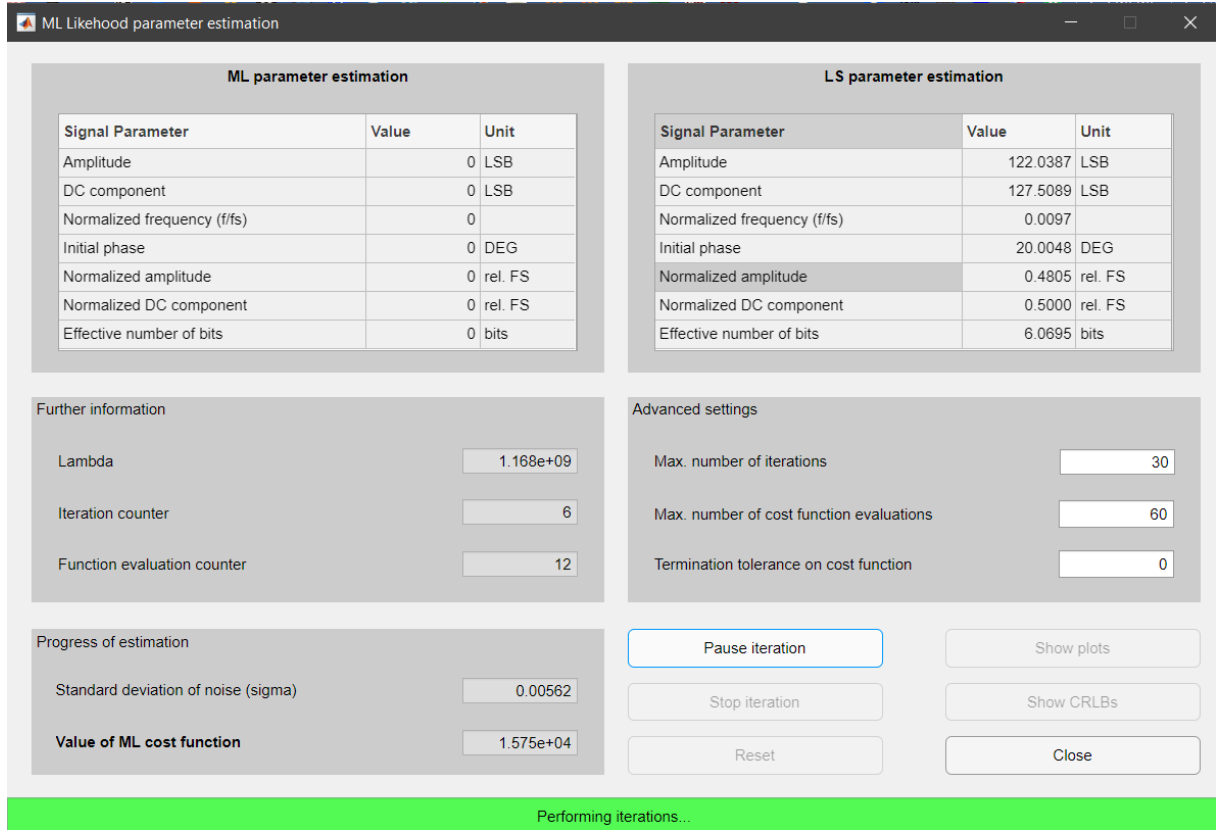 ML Likehood parameter estimation
ML parameter estimation
Signal Parameter Value Unit
Amplitude 0 LSB
DC component 0 LSB
Normalized frequency (f/fs) 0
Initial phase 0 DEG
Normalized amplitude 0 rel. FS
Normalized DC component 0 rel. FS
Effective number of bits 0 bits
LS parameter estimation
Signal Parameter Value Unit
Amplitude 122.0387 LSB
DC component 127.5089 LSB
Normalized frequency (f/fs) 0.0097
Initial phase 20.0048 DEG
Normalized amplitude 0.4805 rel. FS
Normalized DC component 0.5000 rel. FS
Effective number of bits 6.0695 bits
Further information
Lambda 1.168e+09
Iteration counter 6
Function evaluation counter 12
Advanced settings
Max. number of iterations 30
Max. number of cost function evaluations 60
Termination tolerance on cost function 0
Progress of estimation
Standard deviation of noise (sigma) 0.00562
Value of ML cost function 1.575e+04
Pause iteration Show plots
Stop iteration Show CRLBs
Reset Close
Performing iterations...